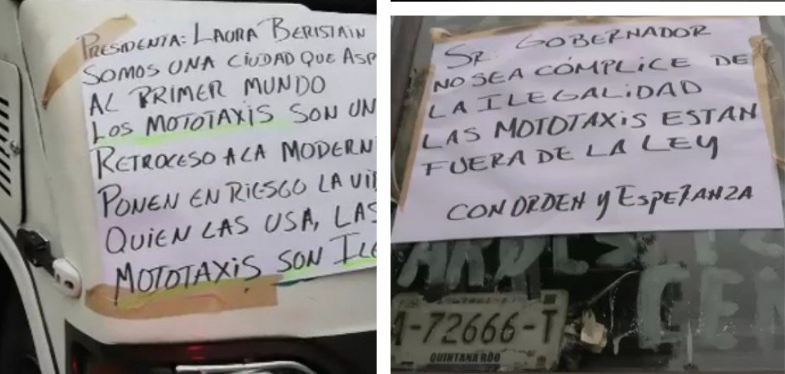 PRESIDENTA: LAURA BERISTAIN
SOMOS UNA CIUDAD QUE ASP
AL PRIMER MUNDO
LOS MOTOTAXIS SON UN
RETROCESO A LA MODERN
PONEN EN RIESGO LA VI
QUIEN LAS USA, LAS
MOTOTAXIS SON ILE
SR. GOBERNADOR
NO SEA CÓMPLICE DE
LA ILEGALIDAD
LAS MOTOTAXIS ESTAN
FUERA DE LA LEY
CON ORDEN Y ESPERANZA
A-72666-T
QUINTANA ROO